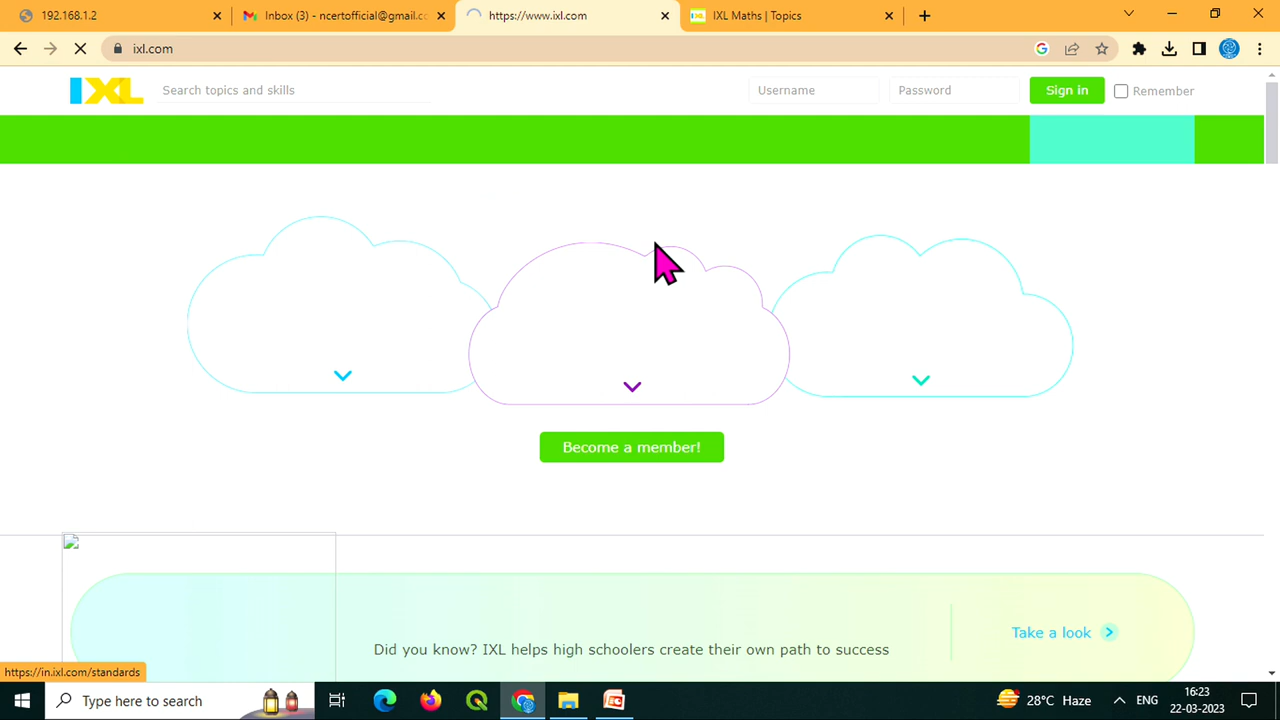 192.168.1.2
Inbox (3) - ncertofficial@gmail.cc
https://www.ixl.com
IXL Maths | Topics
ixl.com
IXL
Search topics and skills
Username
Password
Sign in
Remember
Become a member!
Did you know? IXL helps high schoolers create their own path to success
Take a look
https://in.ixl.com/standards
Type here to search
28°C Haze
ENG
16:23
22-03-2023